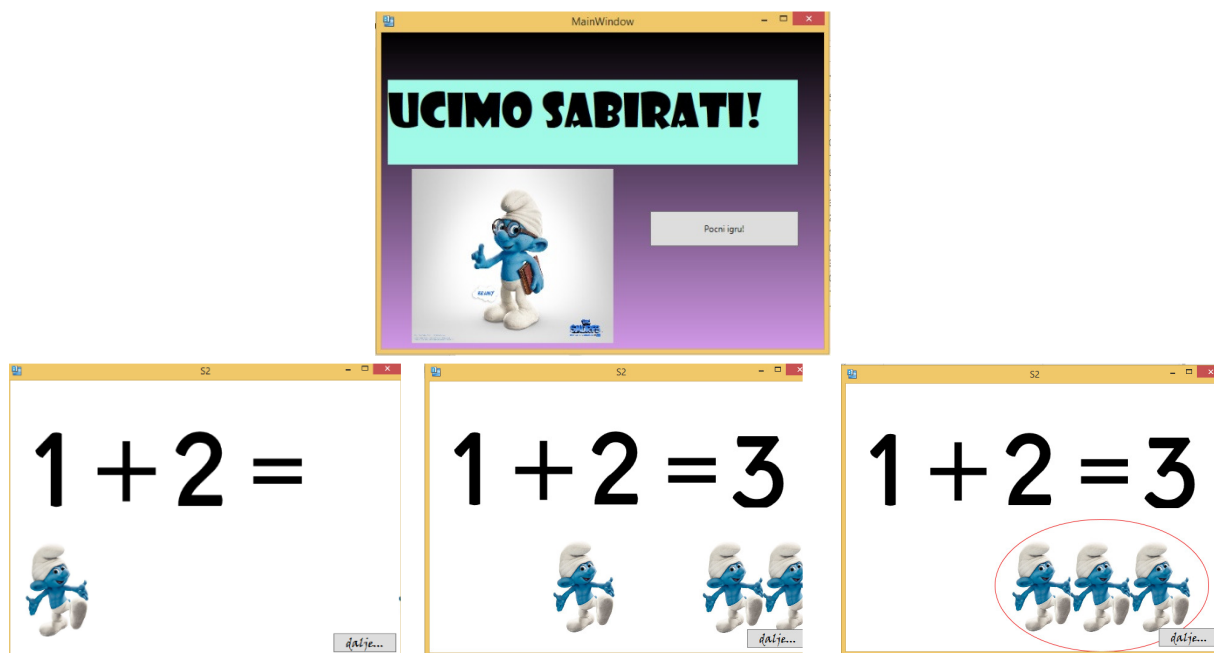 MainWindow
UCIMO SABIRATI!
Pocni igru!
S2
1+2=
dalje...
S2
1+2=3
dalje...
S2
1+2=3
dalje...